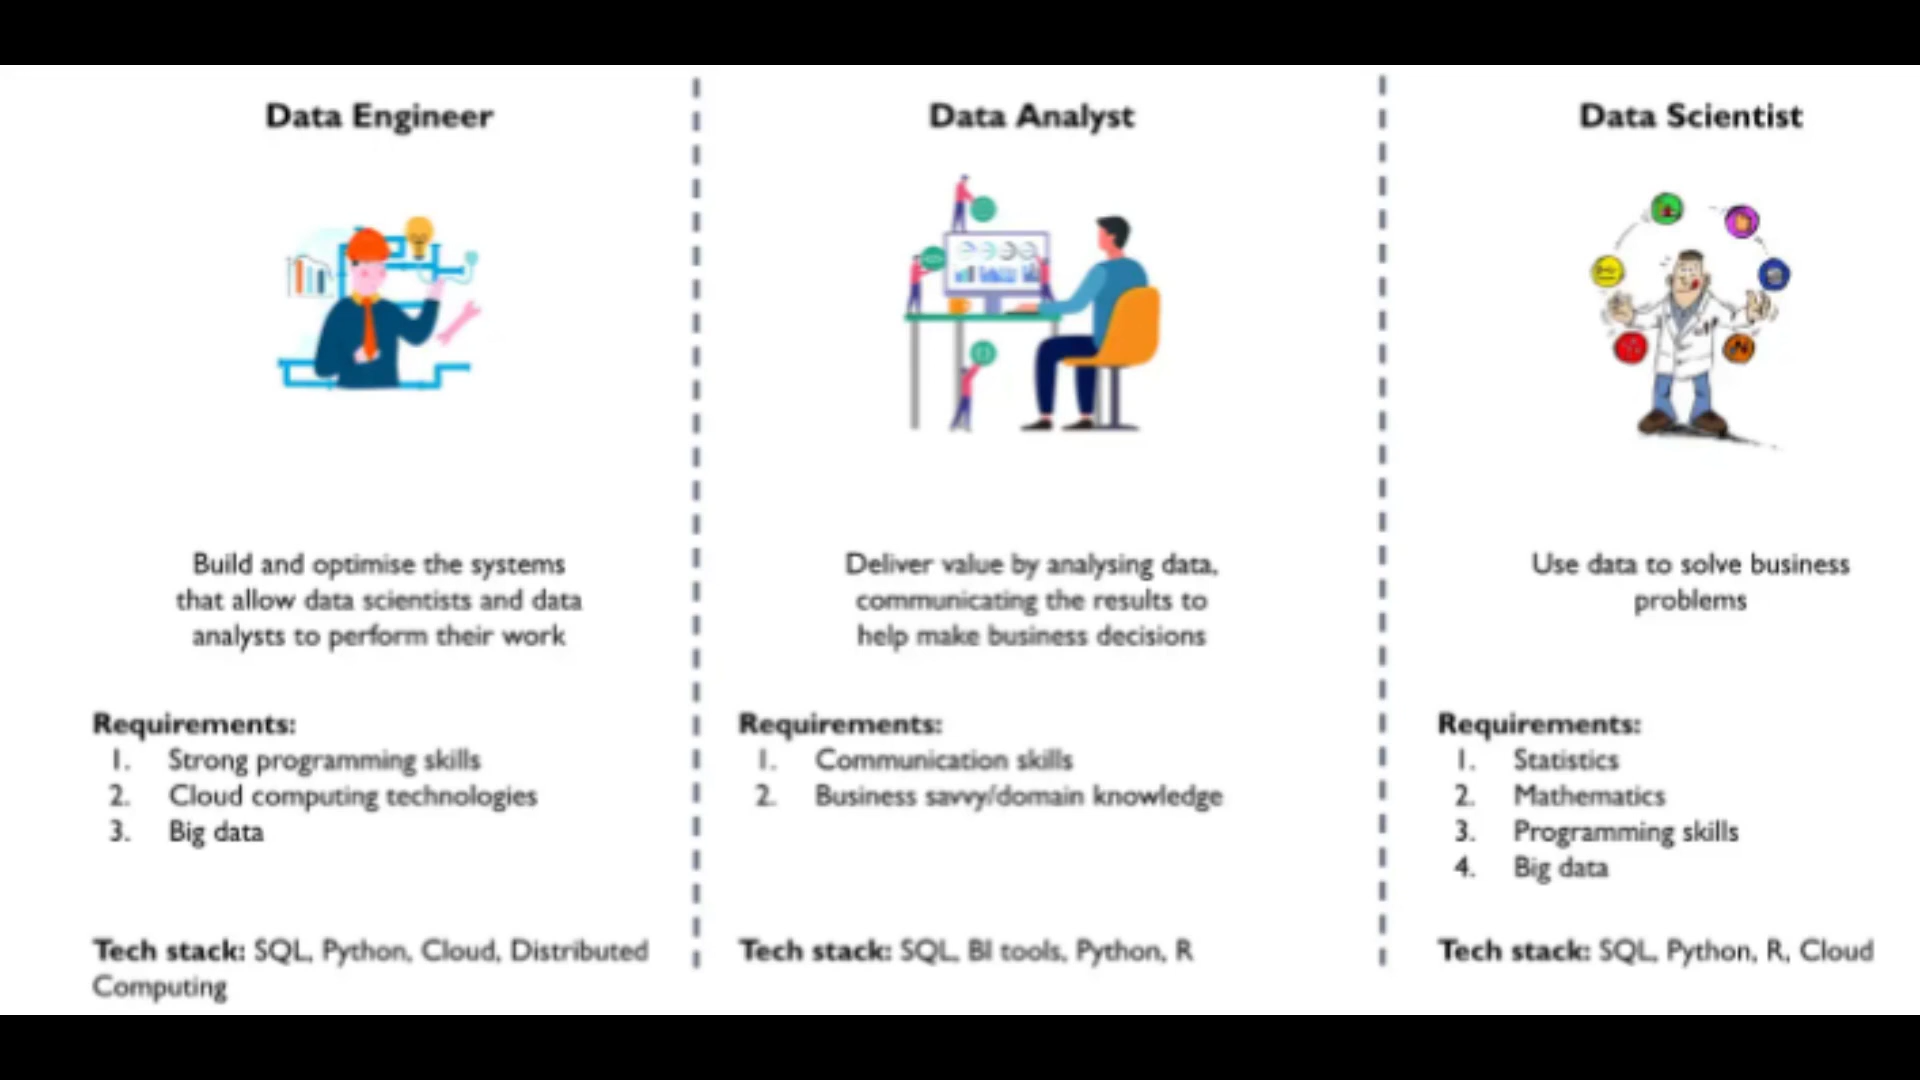 Data Engineer
Build and optimise the systems
that allow data scientists and data
analysts to perform their work
Requirements:
1. Strong programming skills
2. Cloud computing technologies
3. Big data
Tech stack: SQL, Python, Cloud, Distributed
Computing
Data Analyst
Deliver value by analysing data,
communicating the results to
help make business decisions
Requirements:
1. Communication skills
2. Business savvy/domain knowledge
Tech stack: SQL, BI tools, Python, R
Data Scientist
Use data to solve business
problems
Requirements:
1. Statistics
2. Mathematics
3. Programming skills
4. Big data
Tech stack: SQL, Python, R, Cloud